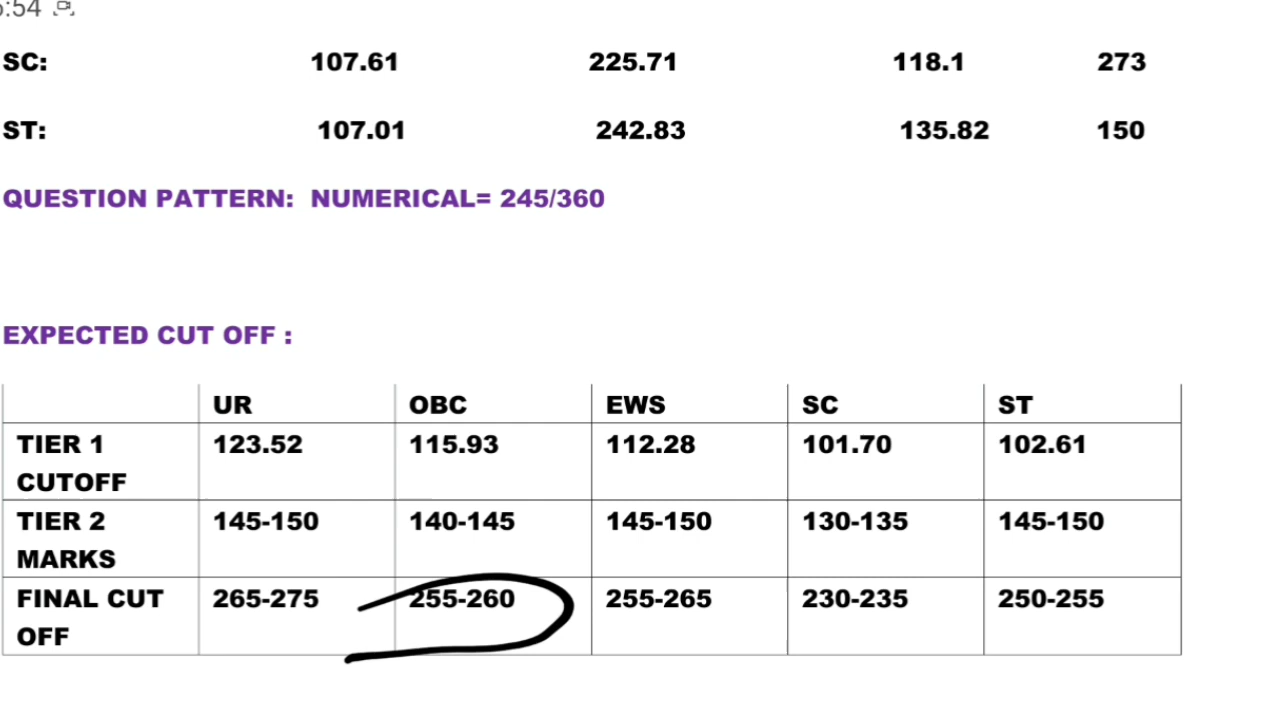 :54
SC: 107.61 225.71 118.1 273
ST: 107.01 242.83 135.82 150
QUESTION PATTERN: NUMERICAL= 245/360
EXPECTED CUT OFF :
UR OBC EWS SC ST
TIER 1 CUTOFF 123.52 115.93 112.28 101.70 102.61
TIER 2 MARKS 145-150 140-145 145-150 130-135 145-150
FINAL CUT OFF 265-275 255-260 255-265 230-235 250-255